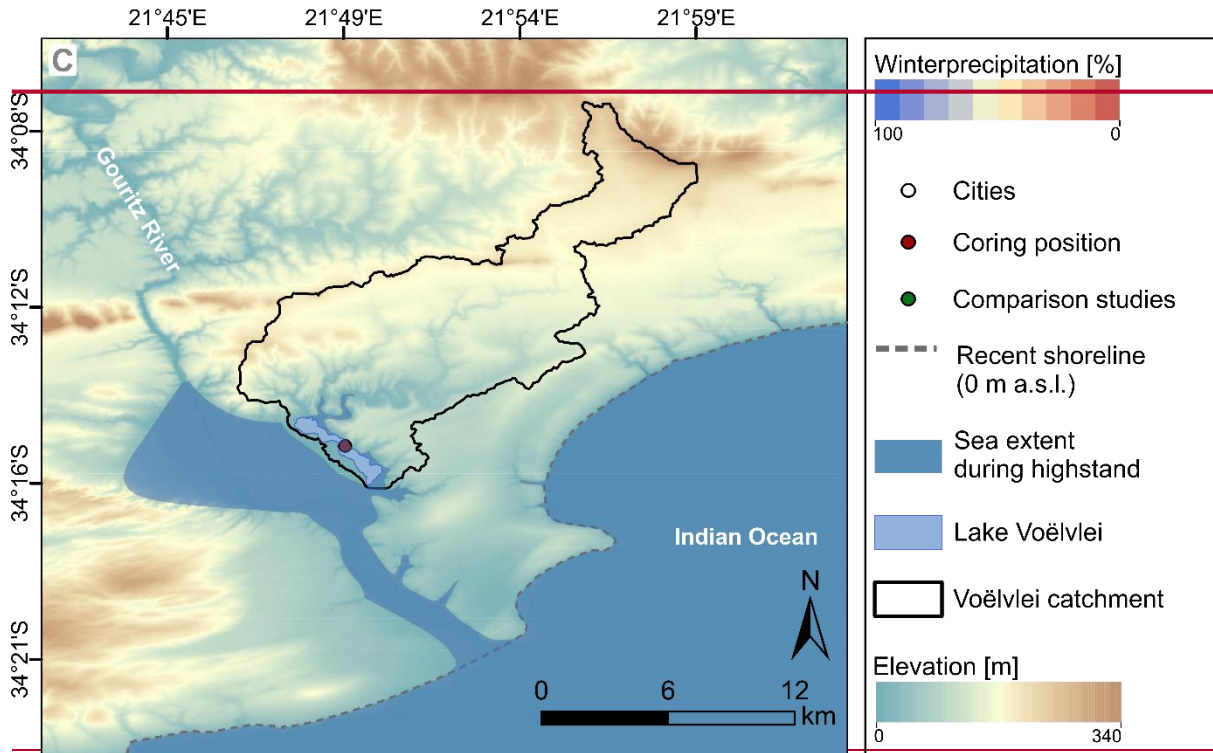 21°45'E 21°49'E 21°54'E 21°59'E
C
34°08'S
34°12'S
34°16'S
34°21'S
Gouritz River
Indian Ocean
N
0 6 12
km
Winterprecipitation [%]
100 0
Cities
Coring position
Comparison studies
Recent shoreline
(0 m a.s.l.)
Sea extent
during highstand
Lake Voëlvlei
Voëlvlei catchment
Elevation [m]
0 340